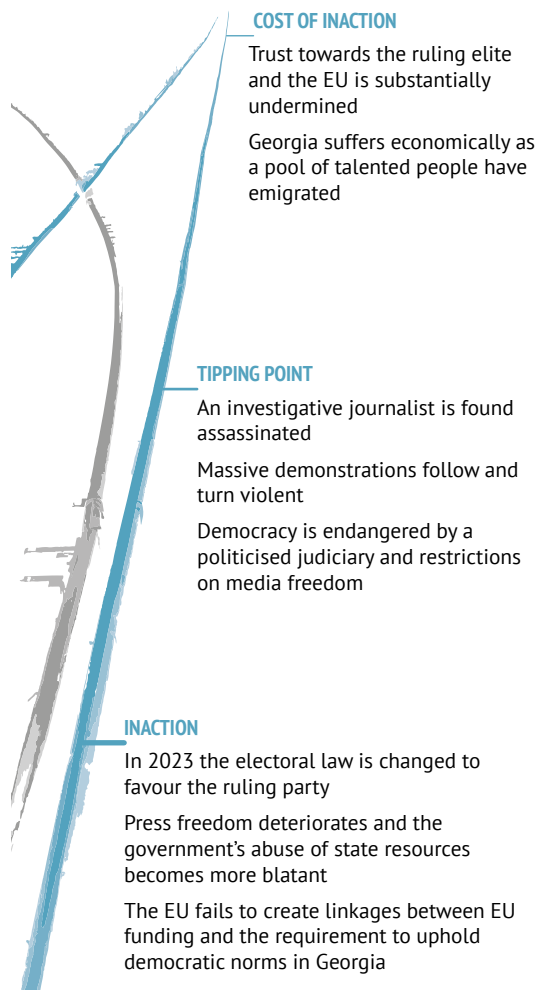 COST OF INACTION
Trust towards the ruling elite
and the EU is substantially
undermined
Georgia suffers economically as
a pool of talented people have
emigrated
TIPPING POINT
An investigative journalist is found
assassinated
Massive demonstrations follow and
turn violent
Democracy is endangered by a
politicised judiciary and restrictions
on media freedom
INACTION
In 2023 the electoral law is changed to
favour the ruling party
Press freedom deteriorates and the
government’s abuse of state resources
becomes more blatant
The EU fails to create linkages between EU
funding and the requirement to uphold
democratic norms in Georgia